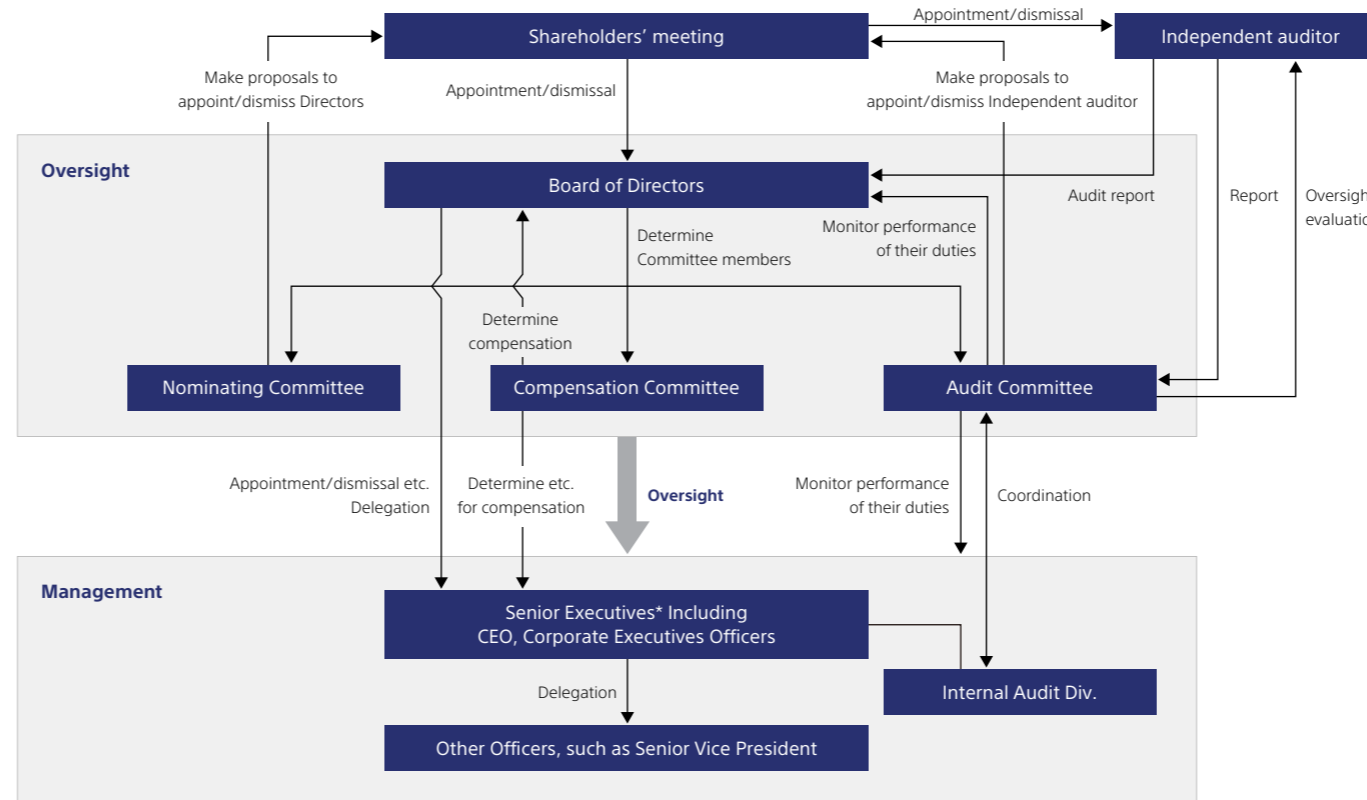 Shareholders’ meeting
Appointment/dismissal
Independent auditor
Make proposals to
appoint/dismiss Directors
Appointment/dismissal
Make proposals to
appoint/dismiss Independent auditor
Oversight
Board of Directors
Audit report
Report
Oversigh
evaluatio
Determine
Committee members
Monitor performance
of their duties
Determine
compensation
Nominating Committee
Compensation Committee
Audit Committee
Appointment/dismissal etc.
Delegation
Determine etc.
for compensation
Oversight
Monitor performance
of their duties
Coordination
Management
Senior Executives* Including
CEO, Corporate Executives Officers
Internal Audit Div.
Delegation
Other Officers, such as Senior Vice President